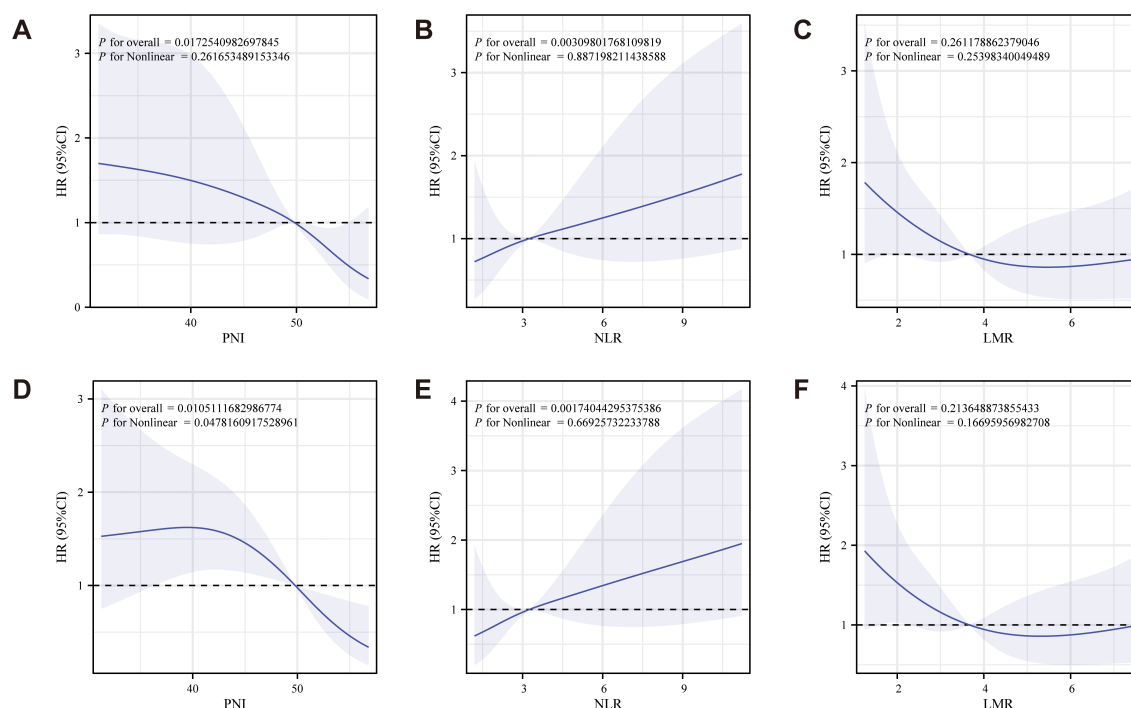 A
P for overall = 0.0172540982697845
P for Nonlinear = 0.261653489153346
HR (95%CI)
3
2
1
0
40
50
PNI
B
P for overall = 0.00309801768109819
P for Nonlinear = 0.887198211438588
HR (95%CI)
3
2
1
3
6
9
NLR
C
P for overall = 0.261178862379046
P for Nonlinear = 0.25398340049489
HR (95%CI)
3
2
1
2
4
6
LMR
D
P for overall = 0.0105111682986774
P for Nonlinear = 0.0478160917528961
HR (95%CI)
3
2
1
40
50
PNI
E
P for overall = 0.00174044295375386
P for Nonlinear = 0.66925732233788
HR (95%CI)
4
3
2
1
3
6
9
NLR
F
P for overall = 0.213648873855433
P for Nonlinear = 0.16695956982708
HR (95%CI)
4
3
2
1
2
4
6
LMR